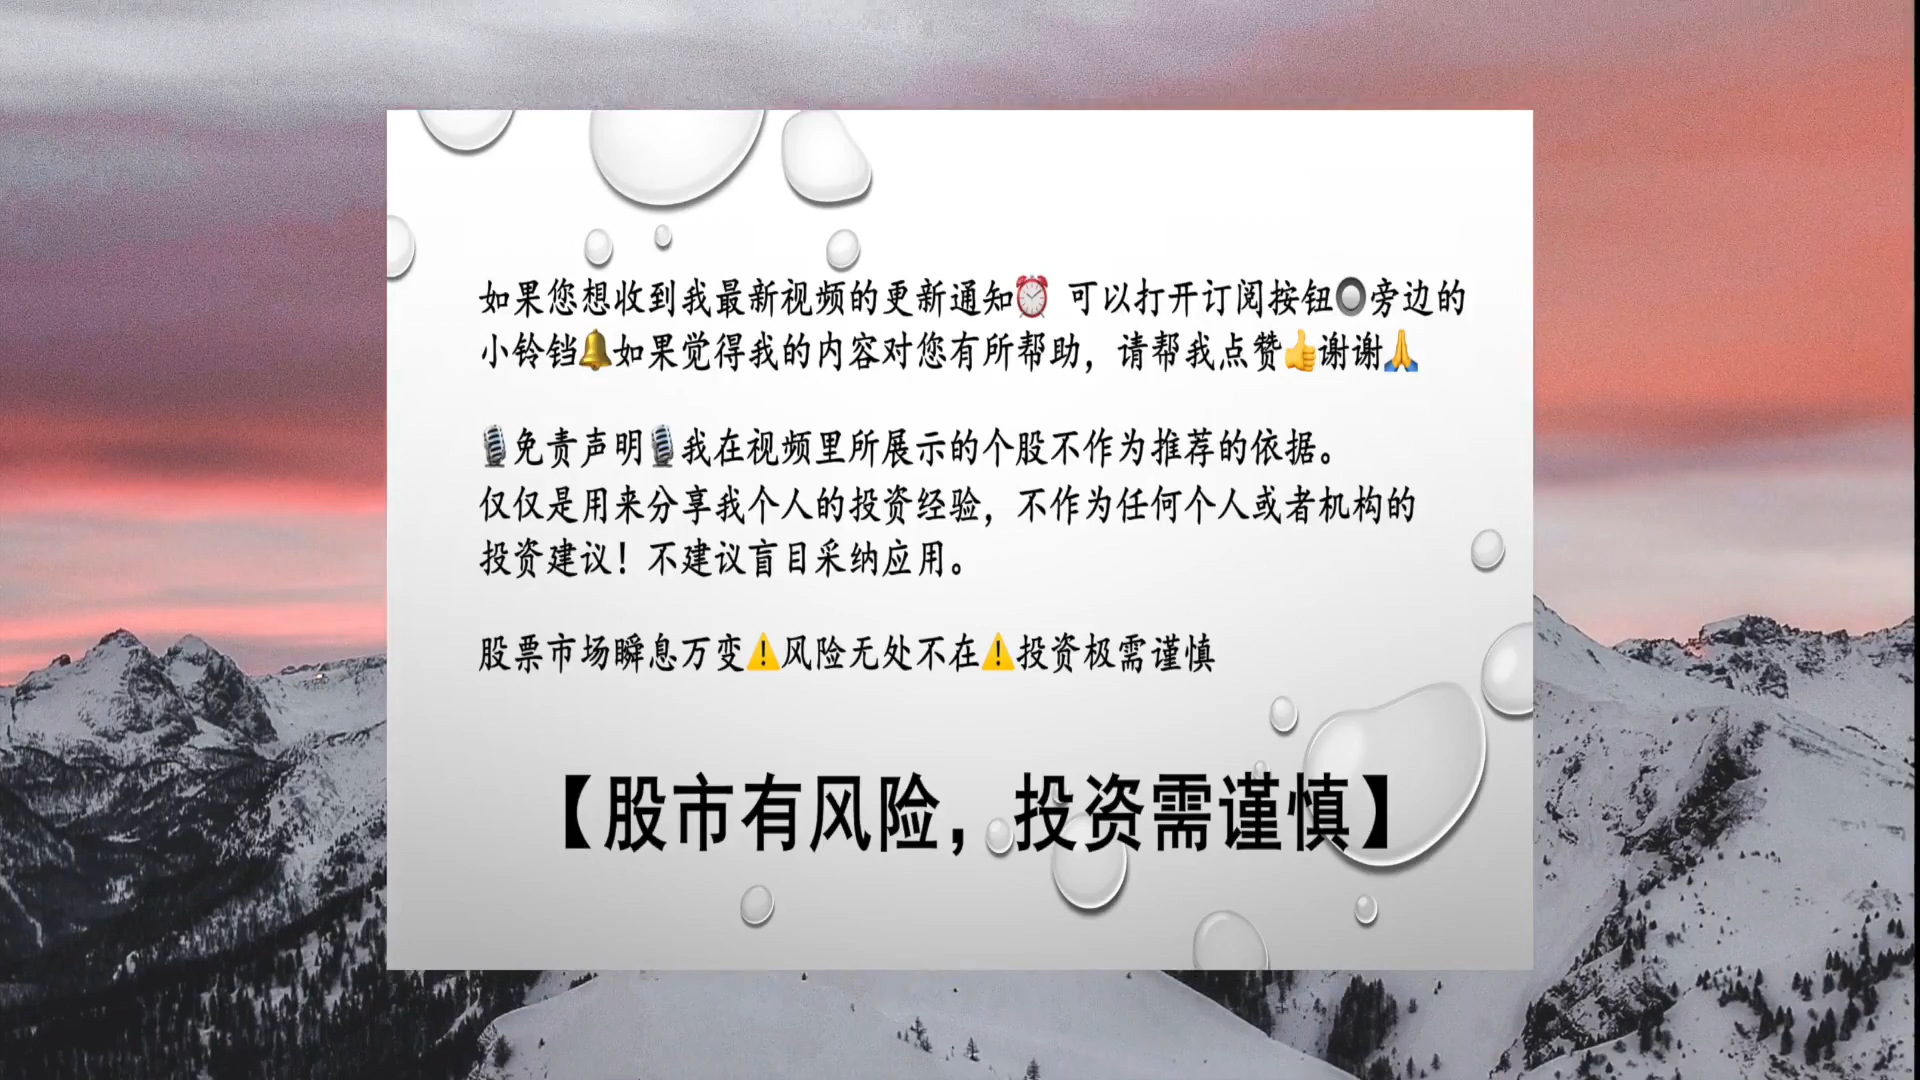 如果您想收到我最新视频的更新通知⏰ 可以打开订阅按钮🔘旁边的
小铃铛🔔如果觉得我的内容对您有所帮助，请帮我点赞👍谢谢🙏
🎙️免责声明🎙️我在视频里所展示的个股不作为推荐的依据。
仅仅是用来分享我个人的投资经验，不作为任何个人或者机构的
投资建议！不建议盲目采纳应用。
股票市场瞬息万变⚠️风险无处不在⚠️投资极需谨慎
【股市有风险，投资需谨慎】